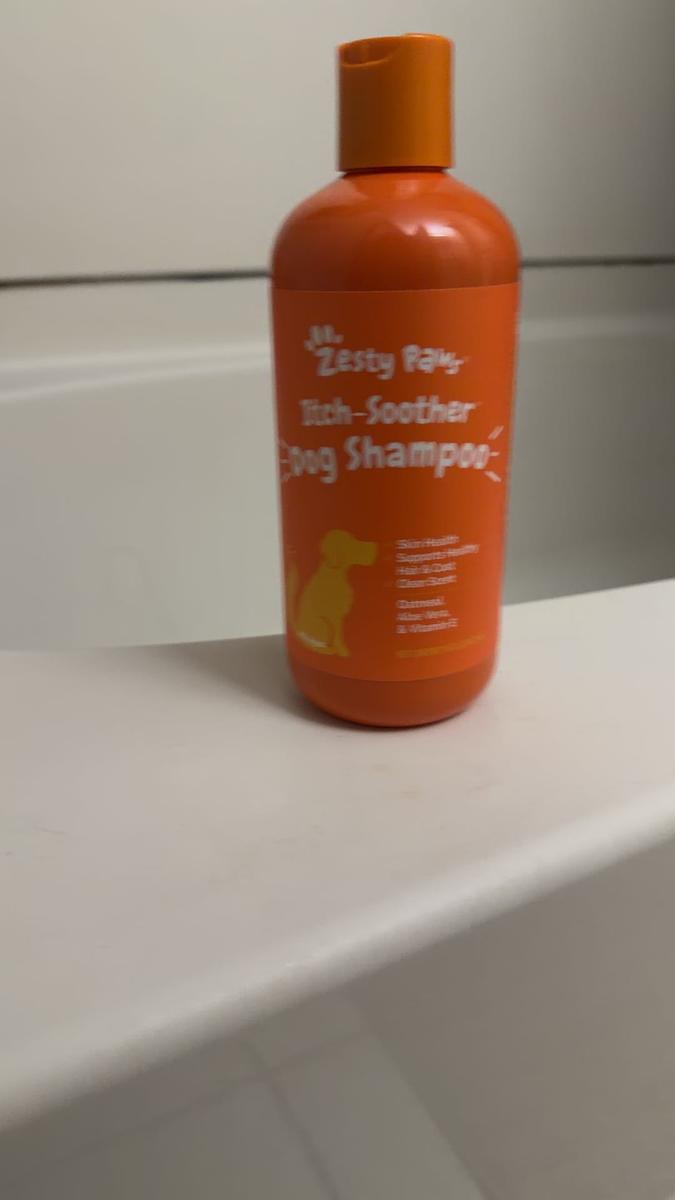 Zesty Paws
Itch-Soother
Dog Shampoo
Skin Health
Supports Healthy
Hair & Coat
Clean Scent
Oatmeal,
Aloe Vera,
& Vitamin E